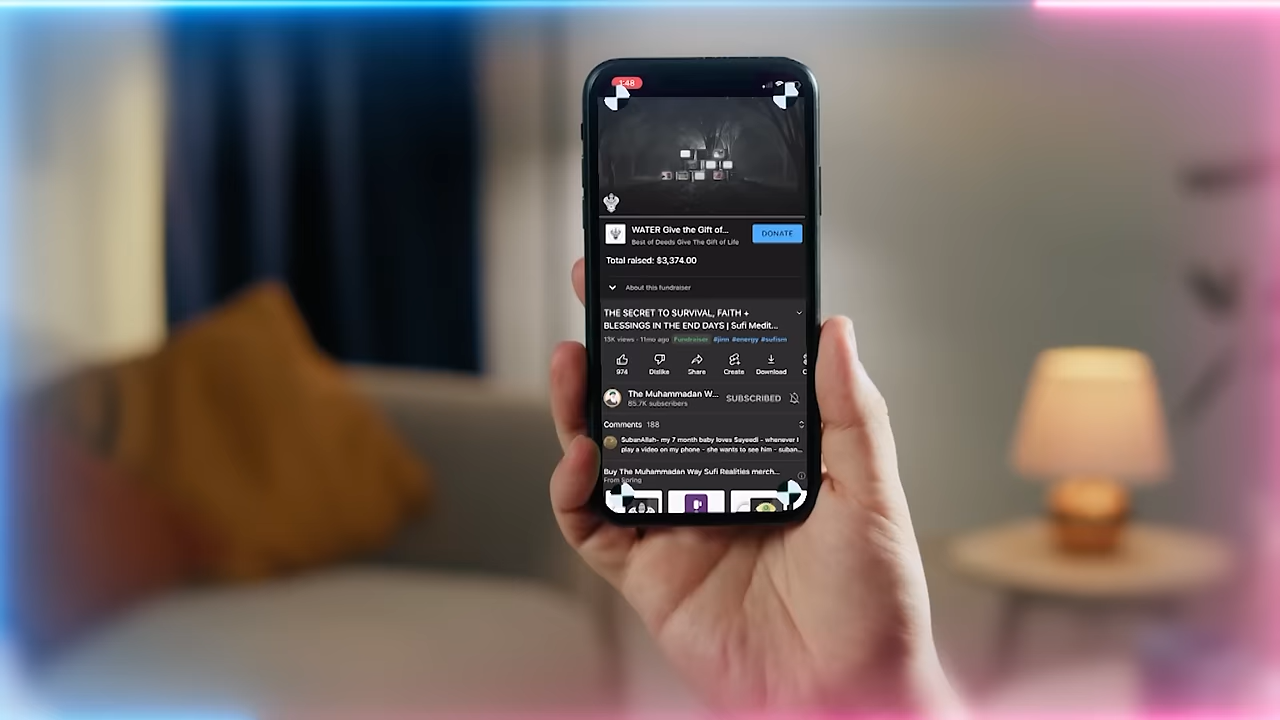 1:48
WATER Give the Gift of...
Best of Deeds Give The Gift of Life
DONATE
Total raised: $3,374.00
About this fundraiser
THE SECRET TO SURVIVAL, FAITH +
BLESSINGS IN THE END DAYS | Sufi Medit...
13K views · 11mo ago Fundraiser #jinn #energy #sufism
974 Dislike Share Create Download C
The Muhammadan W...
85.7K subscribers
SUBSCRIBED
Comments 188
SubanAllah- my 7 month baby loves Sayeedi - whenever I
play a video on my phone - she wants to see him - suban...
Buy The Muhammadan Way Sufi Realities merch...
From Spring